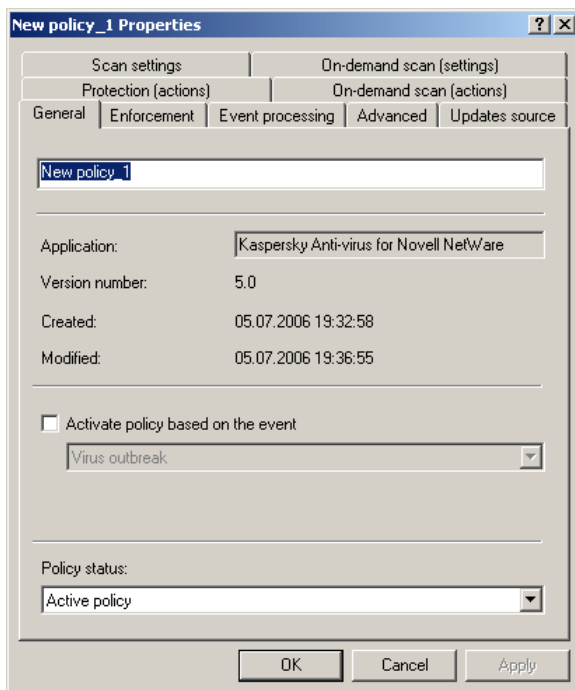 New policy_1 Properties
Scan settings
On-demand scan (settings)
Protection (actions)
On-demand scan (actions)
General
Enforcement
Event processing
Advanced
Updates source
New policy_1
Application:
Kaspersky Anti-virus for Novell NetWare
Version number:
5.0
Created:
05.07.2006 19:32:58
Modified:
05.07.2006 19:36:55
Activate policy based on the event
Virus outbreak
Policy status:
Active policy
OK
Cancel
Apply